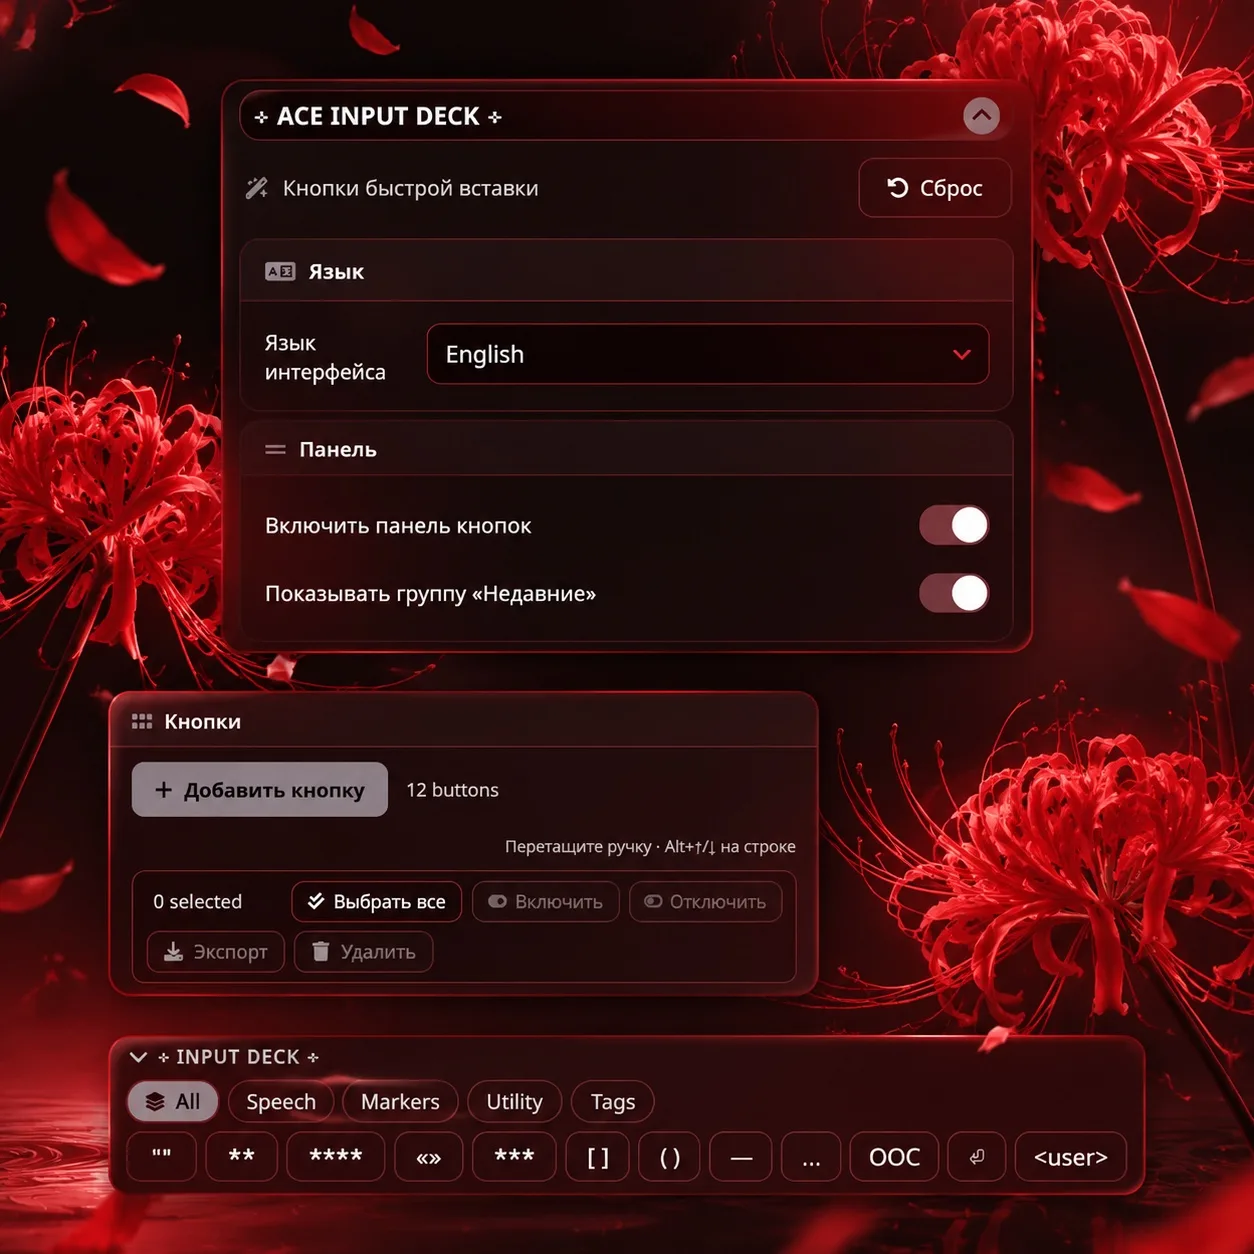 ⊹ ACE INPUT DECK ⊹
Кнопки быстрой вставки
Сброс
Язык
Язык
интерфейса
English
Панель
Включить панель кнопок
Показывать группу «Недавние»
Кнопки
+ Добавить кнопку
12 buttons
Перетащите ручку · Alt+↑/↓ на строке
0 selected
Выбрать все
Включить
Отключить
Экспорт
Удалить
⊹ INPUT DECK ⊹
All
Speech
Markers
Utility
Tags
"" ** **** «» *** [ ] ( ) — ... OOC ⏎ <user>